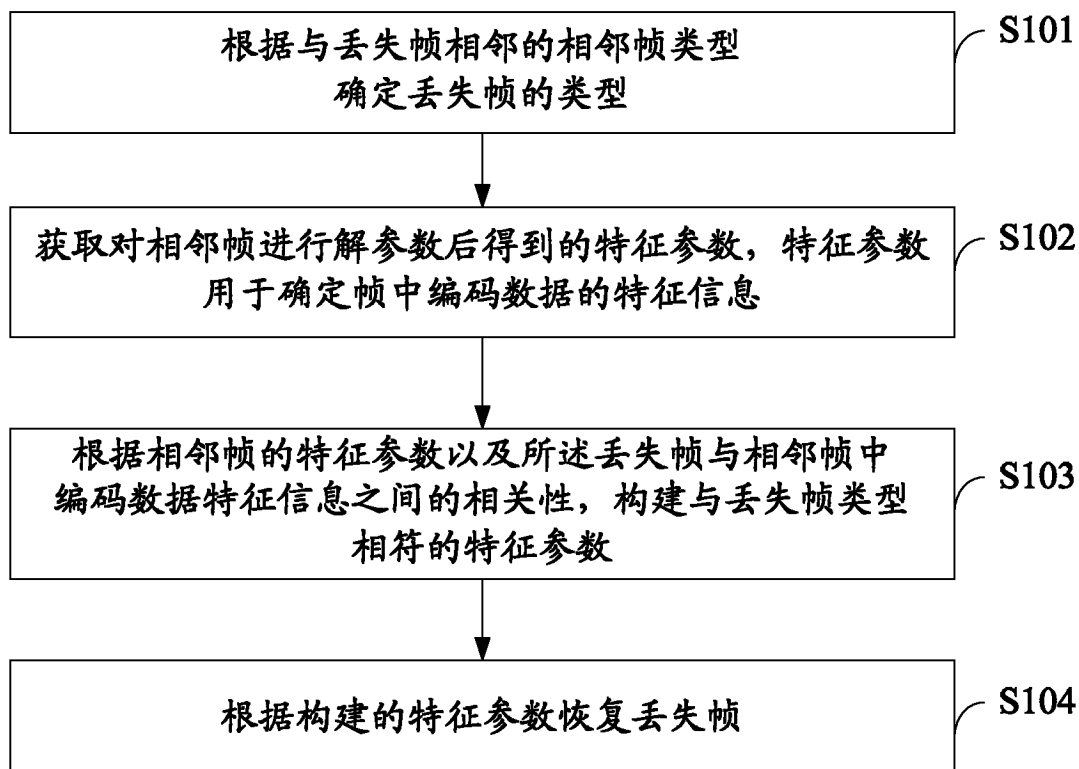 根据与丢失帧相邻的相邻帧类型
确定丢失帧的类型
S101
获取对相邻帧进行解参数后得到的特征参数，特征参数
用于确定帧中编码数据的特征信息
S102
根据相邻帧的特征参数以及所述丢失帧与相邻帧中
编码数据特征信息之间的相关性，构建与丢失帧类型
相符的特征参数
S103
根据构建的特征参数恢复丢失帧
S104